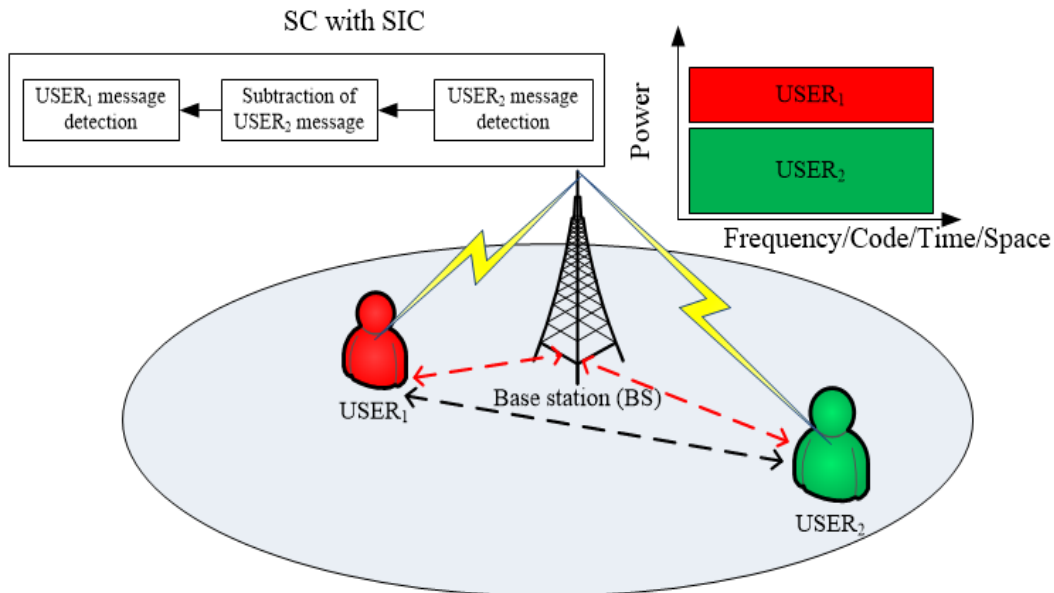 SC with SIC
USER₁ message
detection
Subtraction of
USER₂ message
USER₂ message
detection
Power
USER₁
USER₂
Frequency/Code/Time/Space
USER₁
Base station (BS)
USER₂